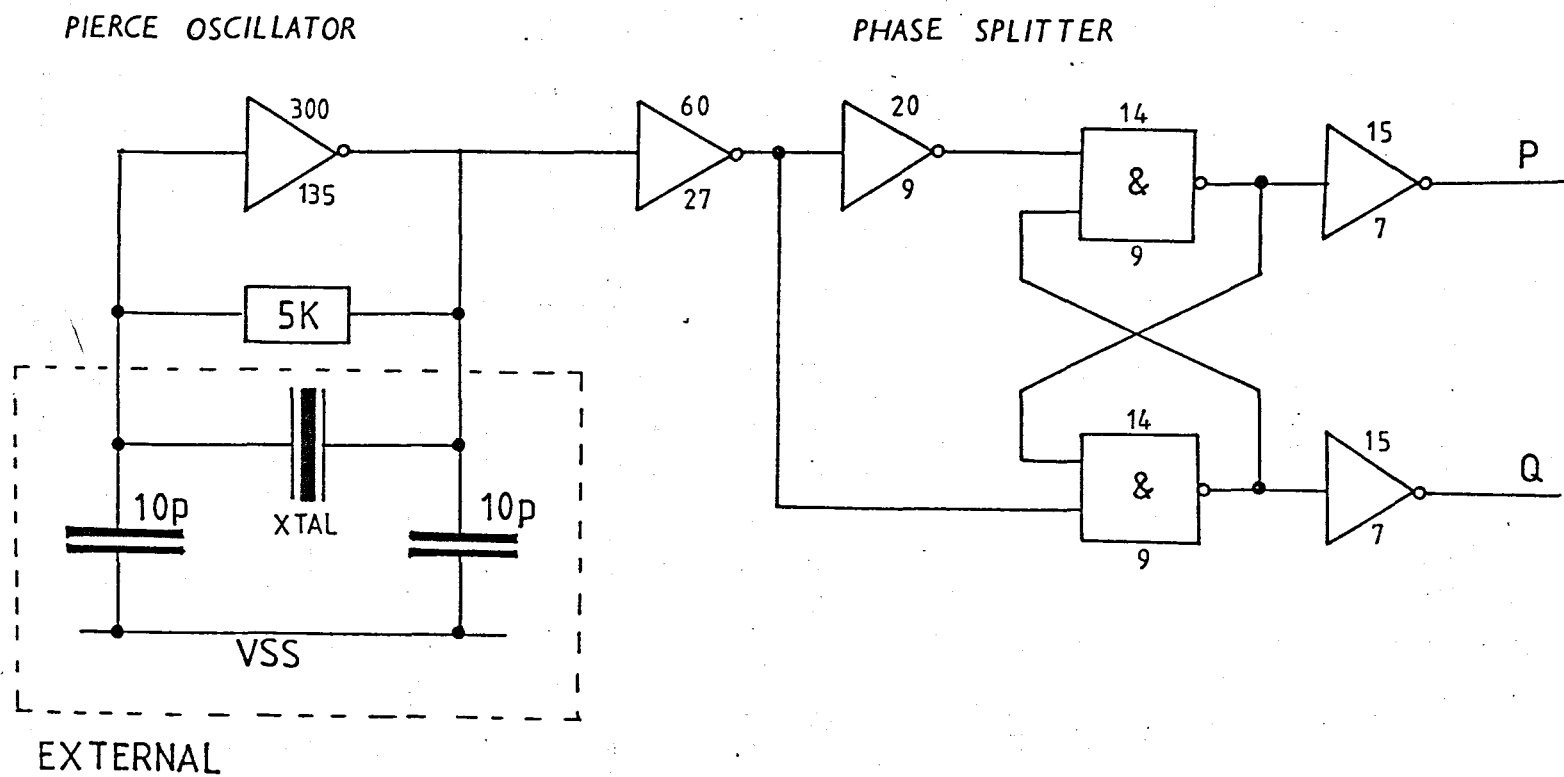 PIERCE OSCILLATOR
PHASE SPLITTER
300
135
60
27
20
9
14
&
9
15
7
P
5K
14
&
9
15
7
Q
10p
XTAL
10p
VSS
EXTERNAL